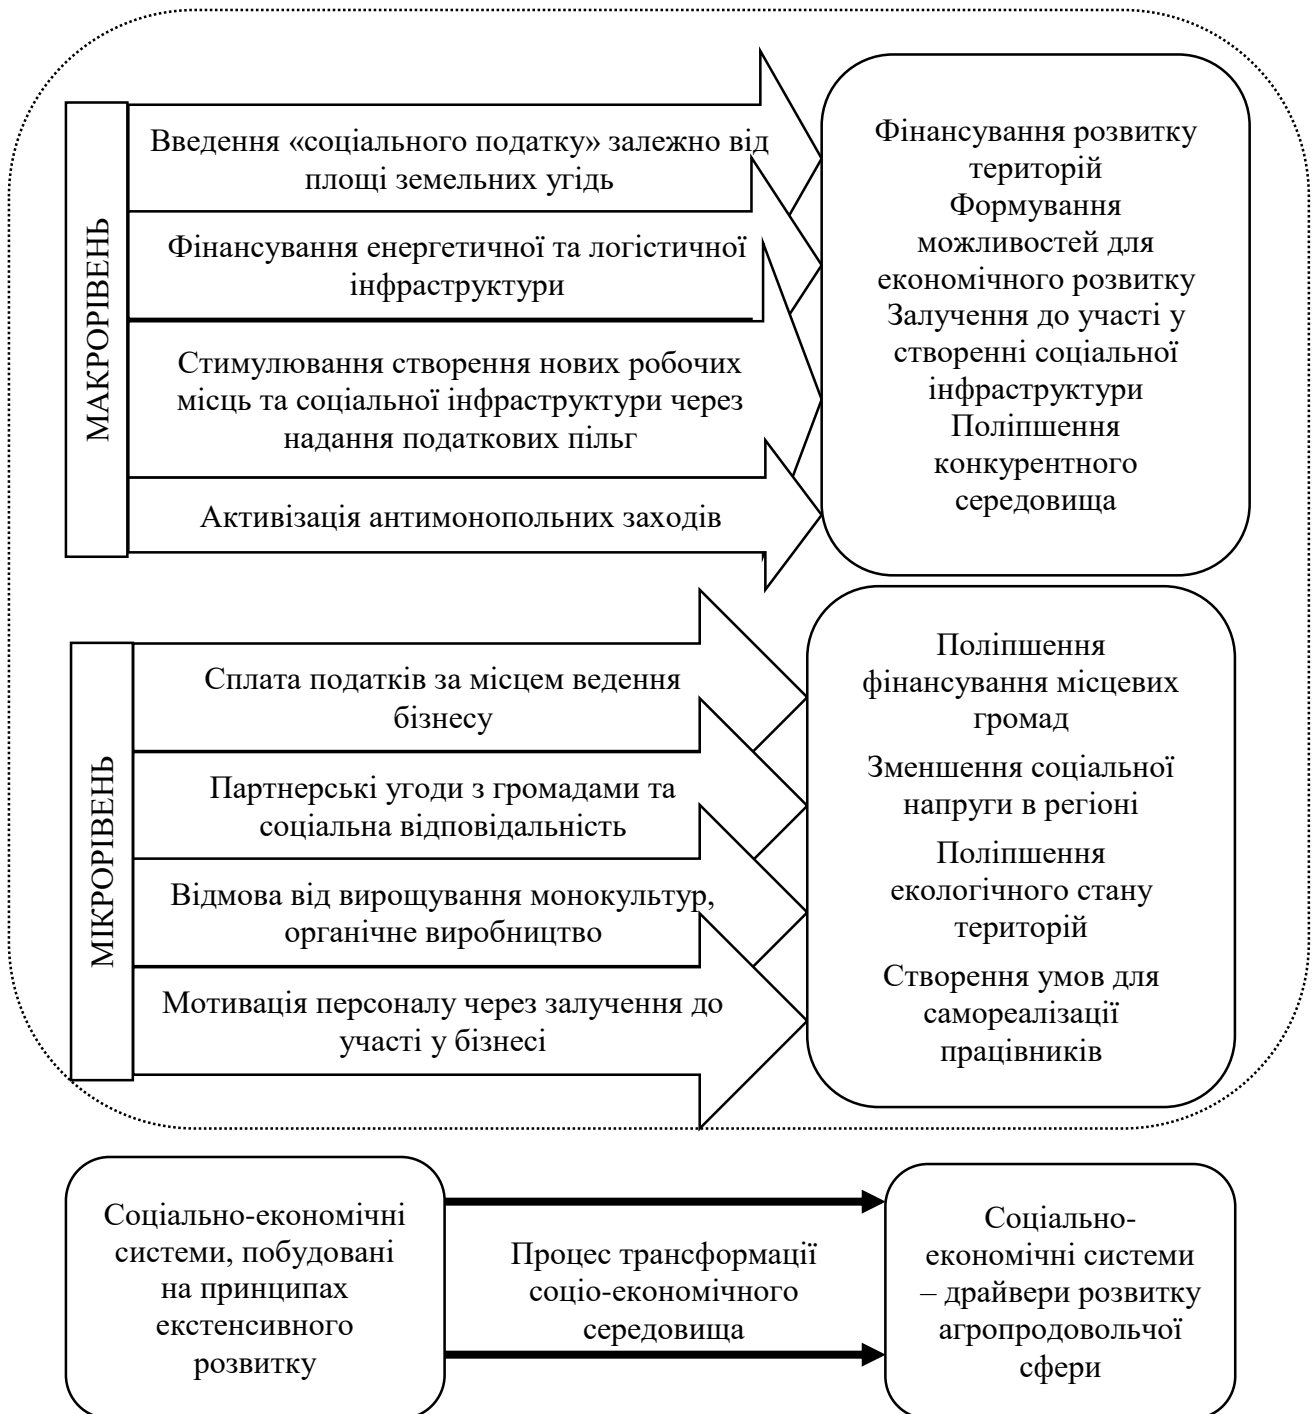 МАКРОРІВЕНЬ
Введення «соціального податку» залежно від
площі земельних угідь
Фінансування енергетичної та логістичної
інфраструктури
Стимулювання створення нових робочих
місць та соціальної інфраструктури через
надання податкових пільг
Активізація антимонопольних заходів
Фінансування розвитку
територій
Формування
можливостей для
економічного розвитку
Залучення до участі у
створенні соціальної
інфраструктури
Поліпшення
конкурентного
середовища
МІКРОРІВЕНЬ
Сплата податків за місцем ведення
бізнесу
Партнерські угоди з громадами та
соціальна відповідальність
Відмова від вирощування монокультур,
органічне виробництво
Мотивація персоналу через залучення до
участі у бізнесі
Поліпшення
фінансування місцевих
громад
Зменшення соціальної
напруги в регіоні
Поліпшення
екологічного стану
територій
Створення умов для
самореалізації
працівників
Соціально-економічні
системи, побудовані
на принципах
екстенсивного
розвитку
Процес трансформації
соціо-економічного
середовища
Соціально-
економічні системи
– драйвери розвитку
агропродовольчої
сфери